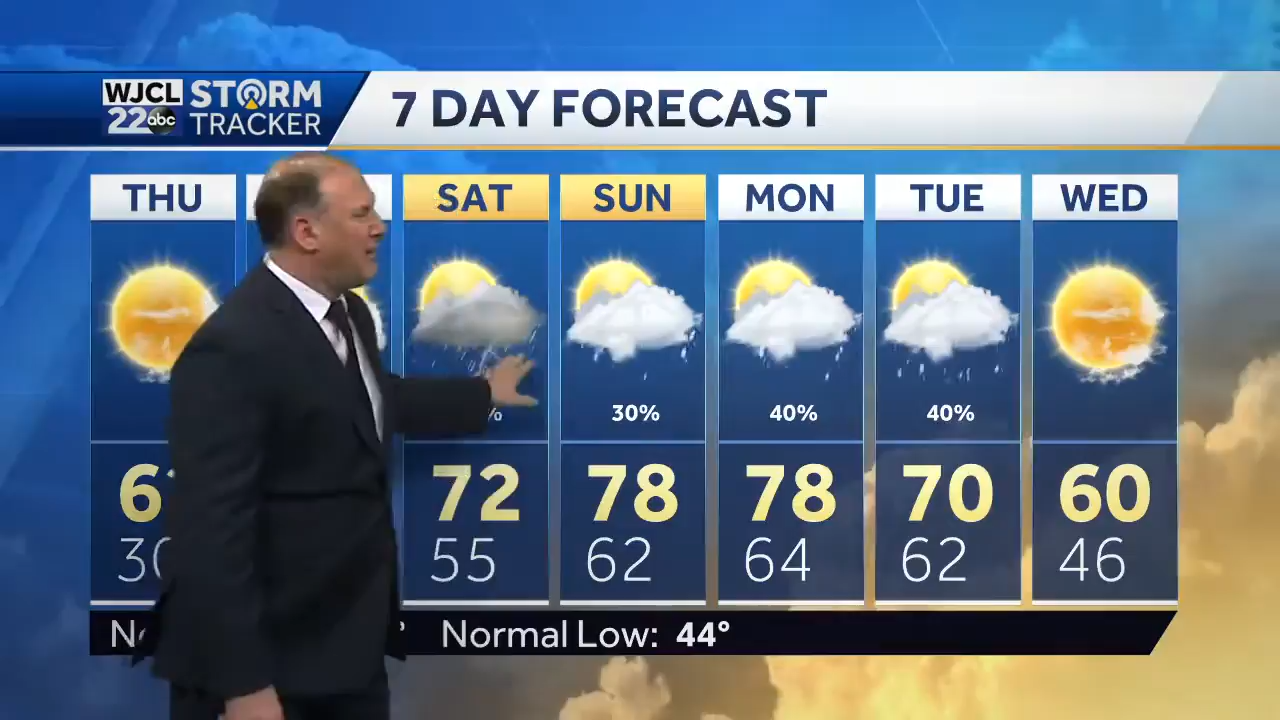 WJCL STORM
22 abc TRACKER
7 DAY FORECAST
THU SAT SUN MON TUE WED
30% 40% 40%
72 78 78 70 60
30 55 62 64 62 46
Normal Low: 44°